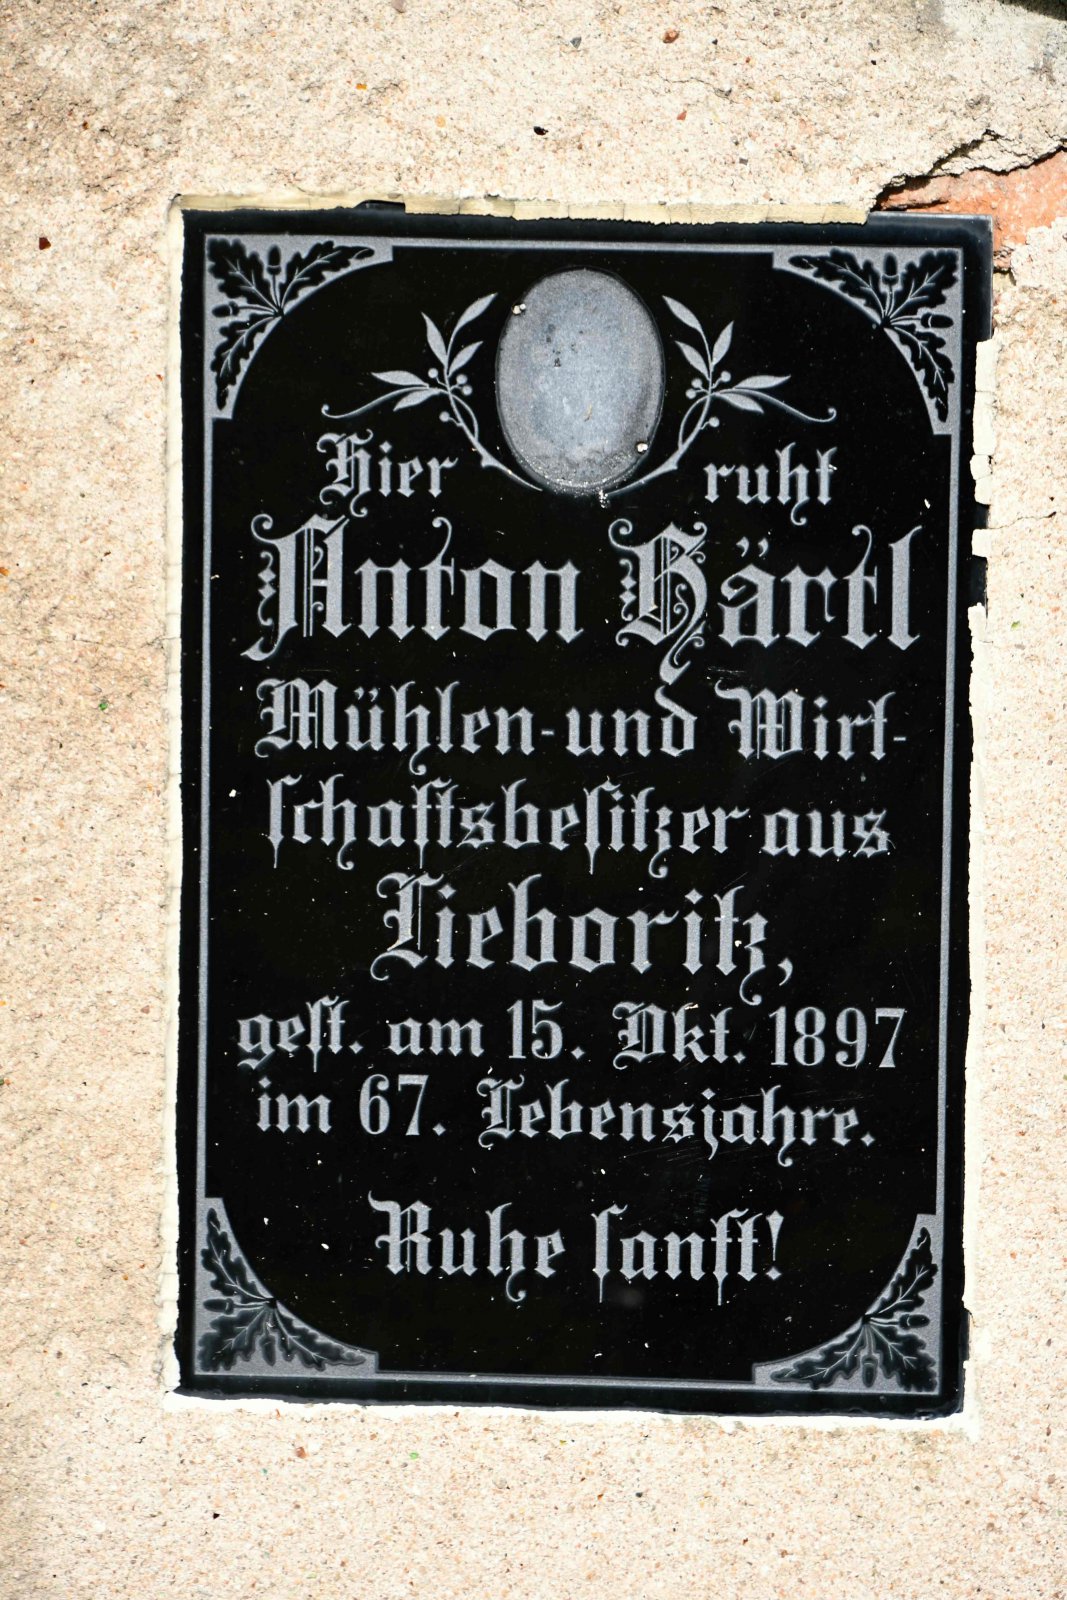 Hier ruht
Anton Härtl
Mühlen- und Wirt-
ſchaftsbeſitzer aus
Lieboritz,
geſt. am 15. Okt. 1897
im 67. Lebensjahre.
Ruhe ſanft!